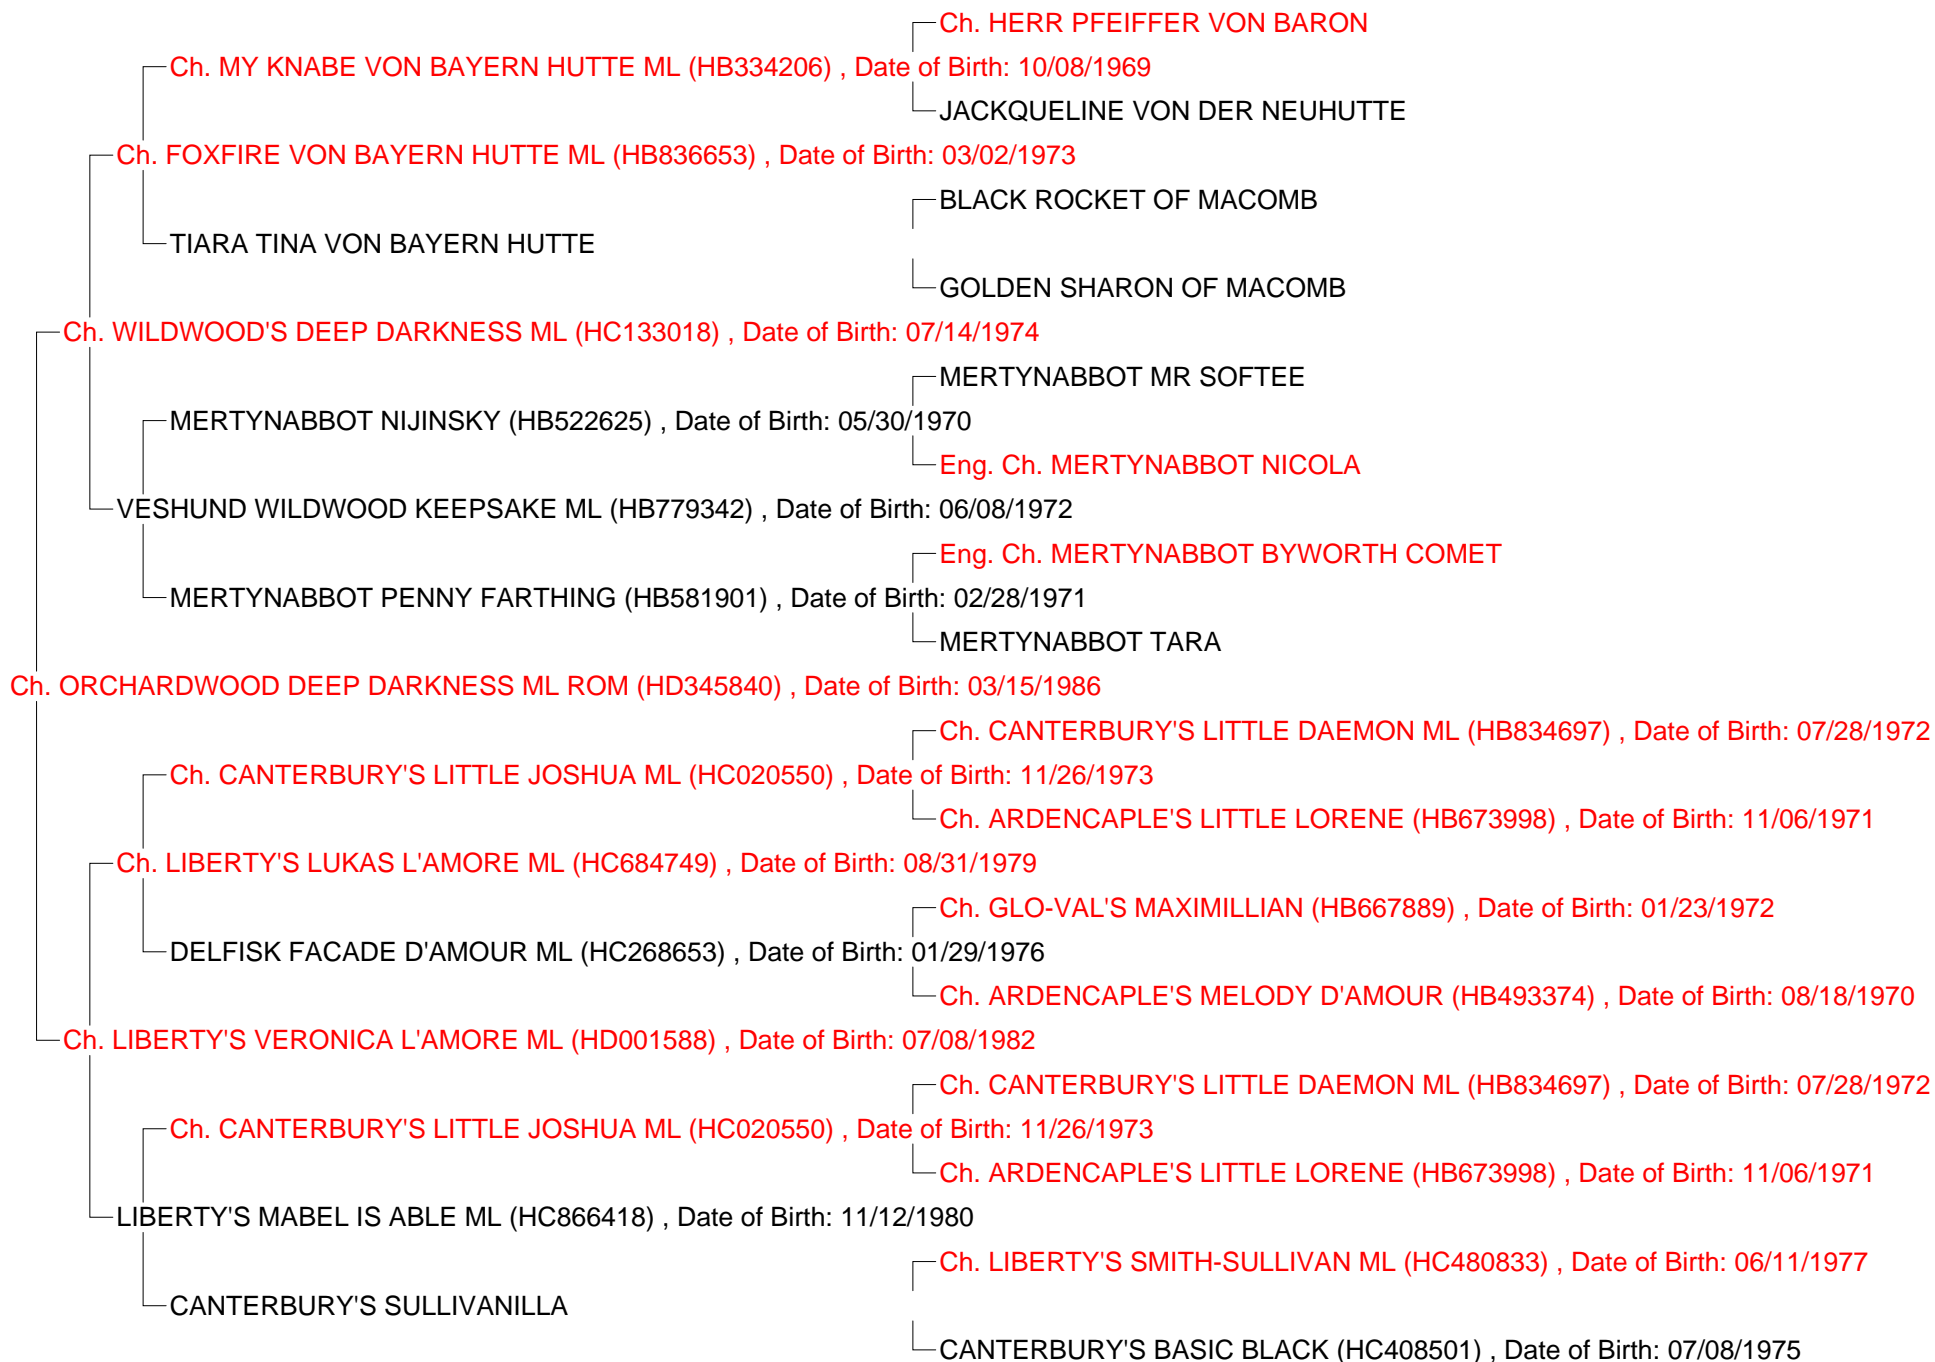 Ch. HERR PFEIFFER VON BARON
Ch. MY KNABE VON BAYERN HUTTE ML (HB334206) , Date of Birth: 10/08/1969
JACKQUELINE VON DER NEUHUTTE
Ch. FOXFIRE VON BAYERN HUTTE ML (HB836653) , Date of Birth: 03/02/1973
BLACK ROCKET OF MACOMB
TIARA TINA VON BAYERN HUTTE
GOLDEN SHARON OF MACOMB
Ch. WILDWOOD'S DEEP DARKNESS ML (HC133018) , Date of Birth: 07/14/1974
MERTYNABBOT MR SOFTEE
MERTYNABBOT NIJINSKY (HB522625) , Date of Birth: 05/30/1970
Eng. Ch. MERTYNABBOT NICOLA
VESHUND WILDWOOD KEEPSAKE ML (HB779342) , Date of Birth: 06/08/1972
Eng. Ch. MERTYNABBOT BYWORTH COMET
MERTYNABBOT PENNY FARTHING (HB581901) , Date of Birth: 02/28/1971
MERTYNABBOT TARA
Ch. ORCHARDWOOD DEEP DARKNESS ML ROM (HD345840) , Date of Birth: 03/15/1986
Ch. CANTERBURY'S LITTLE DAEMON ML (HB834697) , Date of Birth: 07/28/1972
Ch. CANTERBURY'S LITTLE JOSHUA ML (HC020550) , Date of Birth: 11/26/1973
Ch. ARDENCAPLE'S LITTLE LORENE (HB673998) , Date of Birth: 11/06/1971
Ch. LIBERTY'S LUKAS L'AMORE ML (HC684749) , Date of Birth: 08/31/1979
Ch. GLO-VAL'S MAXIMILLIAN (HB667889) , Date of Birth: 01/23/1972
DELFISK FACADE D'AMOUR ML (HC268653) , Date of Birth: 01/29/1976
Ch. ARDENCAPLE'S MELODY D'AMOUR (HB493374) , Date of Birth: 08/18/1970
Ch. LIBERTY'S VERONICA L'AMORE ML (HD001588) , Date of Birth: 07/08/1982
Ch. CANTERBURY'S LITTLE DAEMON ML (HB834697) , Date of Birth: 07/28/1972
Ch. CANTERBURY'S LITTLE JOSHUA ML (HC020550) , Date of Birth: 11/26/1973
Ch. ARDENCAPLE'S LITTLE LORENE (HB673998) , Date of Birth: 11/06/1971
LIBERTY'S MABEL IS ABLE ML (HC866418) , Date of Birth: 11/12/1980
Ch. LIBERTY'S SMITH-SULLIVAN ML (HC480833) , Date of Birth: 06/11/1977
CANTERBURY'S SULLIVANILLA
CANTERBURY'S BASIC BLACK (HC408501) , Date of Birth: 07/08/1975